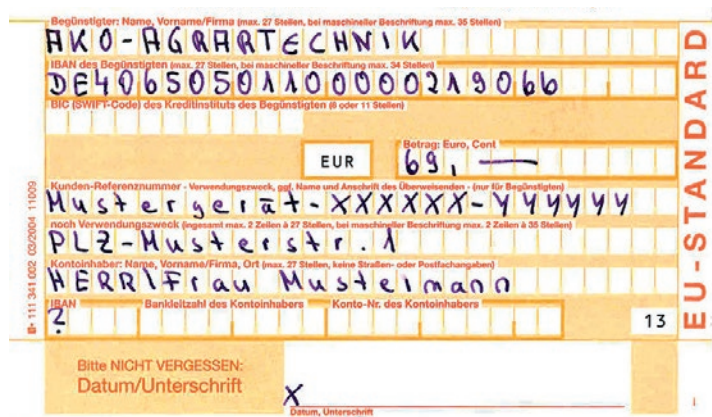 Begünstigter: Name, Vorname/Firma (max. 27 Stellen, bei maschineller Beschriftung max. 35 Stellen)
AKO-AGRARTECHNIK
IBAN des Begünstigten (max. 27 Stellen, bei maschineller Beschriftung max. 34 Stellen)
DE40650501100000219066
BIC (SWIFT-Code) des Kreditinstituts des Begünstigten (8 oder 11 Stellen)
Betrag: Euro, Cent
EUR 69,—
Kunden-Referenznummer - Verwendungszweck, ggf. Name und Anschrift des Überweisenden - (nur für Begünstigten)
Mustergerät-XXXXXX-YYYYYY
noch Verwendungszweck (ingesamt max. 2 Zeilen à 27 Stellen, bei maschineller Beschriftung max. 2 Zeilen à 35 Stellen)
PLZ-Musterstr. 1
Kontoinhaber: Name, Vorname/Firma, Ort (max. 27 Stellen, keine Straßen- oder Postfachangaben)
HERR/Frau Mustermann
IBAN Bankleitzahl des Kontoinhabers Konto-Nr. des Kontoinhabers
? 13
Bitte NICHT VERGESSEN:
Datum/Unterschrift
X
Datum, Unterschrift
111 341 002 03/2004 11009
EU-STANDARD